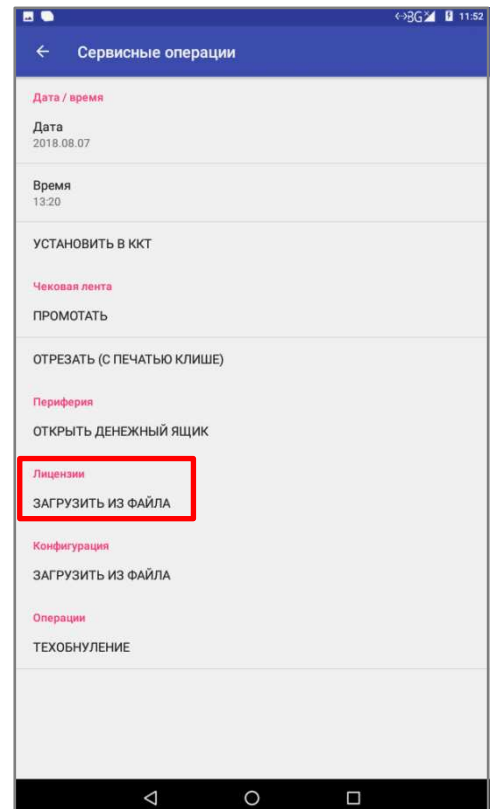 3G 11:52
Сервисные операции
Дата / время
Дата
2018.08.07
Время
13:20
УСТАНОВИТЬ В ККТ
Чековая лента
ПРОМОТАТЬ
ОТРЕЗАТЬ (С ПЕЧАТЬЮ КЛИШЕ)
Периферия
ОТКРЫТЬ ДЕНЕЖНЫЙ ЯЩИК
Лицензии
ЗАГРУЗИТЬ ИЗ ФАЙЛА
Конфигурация
ЗАГРУЗИТЬ ИЗ ФАЙЛА
Операции
ТЕХОБНУЛЕНИЕ